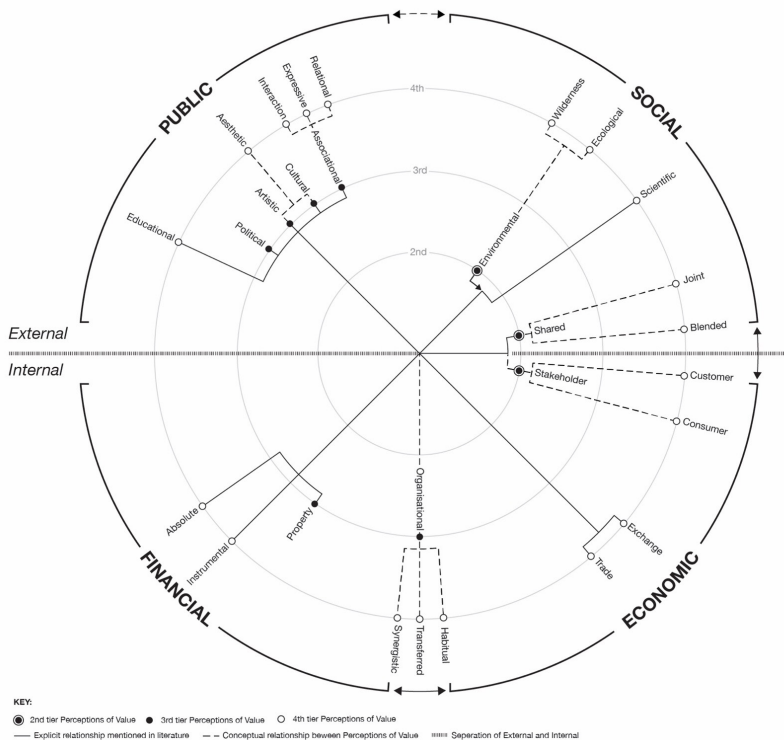 PUBLIC
SOCIAL
4th
3rd
2nd
Relational
Expressive
Interaction
Aesthetic
Associational
Cultural
Artistic
Political
Educational
Wilderness
Ecological
Scientific
Environmental
Joint
Shared
Blended
External
Internal
Stakeholder
Customer
Consumer
Organisational
Absolute
Property
Instrumental
Exchange
Trade
Synergistic
Transferred
Habitual
FINANCIAL
ECONOMIC
KEY:
2nd tier Perceptions of Value 3rd tier Perceptions of Value 4th tier Perceptions of Value
Explicit relationship mentioned in literature Conceptual relationship beween Perceptions of Value Seperation of External and Internal